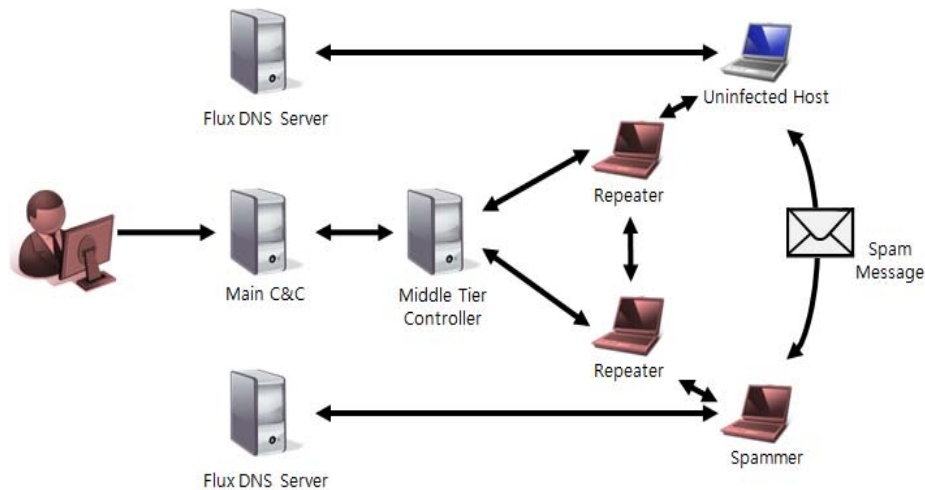 Flux DNS Server
Uninfected Host
Repeater
Main C&C
Middle Tier
Controller
Spam
Message
Repeater
Flux DNS Server
Spammer